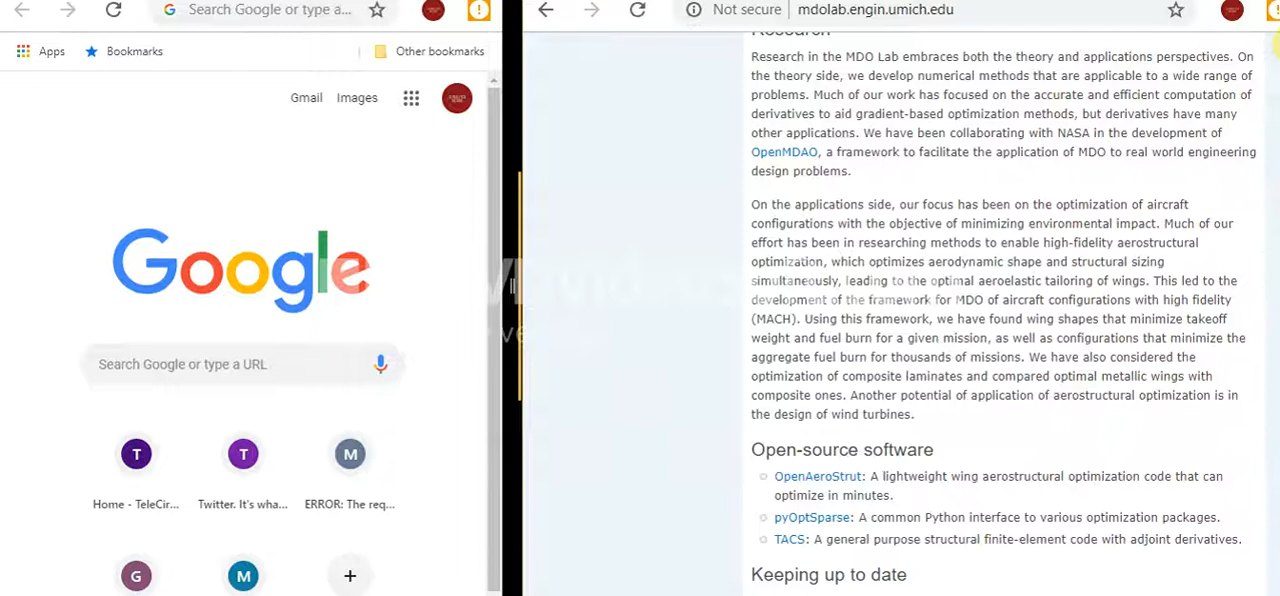 Search Google or type a...
Apps
Bookmarks
Other bookmarks
Gmail
Images
Google
Search Google or type a URL
T
T
M
Home - TeleCir...
Twitter. It's wha...
ERROR: The req...
G
M
Not secure
mdolab.engin.umich.edu
Research
Research in the MDO Lab embraces both the theory and applications perspectives. On
the theory side, we develop numerical methods that are applicable to a wide range of
problems. Much of our work has focused on the accurate and efficient computation of
derivatives to aid gradient-based optimization methods, but derivatives have many
other applications. We have been collaborating with NASA in the development of
OpenMDAO, a framework to facilitate the application of MDO to real world engineering
design problems.
On the applications side, our focus has been on the optimization of aircraft
configurations with the objective of minimizing environmental impact. Much of our
effort has been in researching methods to enable high-fidelity aerostructural
optimization, which optimizes aerodynamic shape and structural sizing
simultaneously, leading to the optimal aeroelastic tailoring of wings. This led to the
development of the framework for MDO of aircraft configurations with high fidelity
(MACH). Using this framework, we have found wing shapes that minimize takeoff
weight and fuel burn for a given mission, as well as configurations that minimize the
aggregate fuel burn for thousands of missions. We have also considered the
optimization of composite laminates and compared optimal metallic wings with
composite ones. Another potential of application of aerostructural optimization is in
the design of wind turbines.
Open-source software
OpenAeroStrut: A lightweight wing aerostructural optimization code that can
optimize in minutes.
pyOptSparse: A common Python interface to various optimization packages.
TACS: A general purpose structural finite-element code with adjoint derivatives.
Keeping up to date